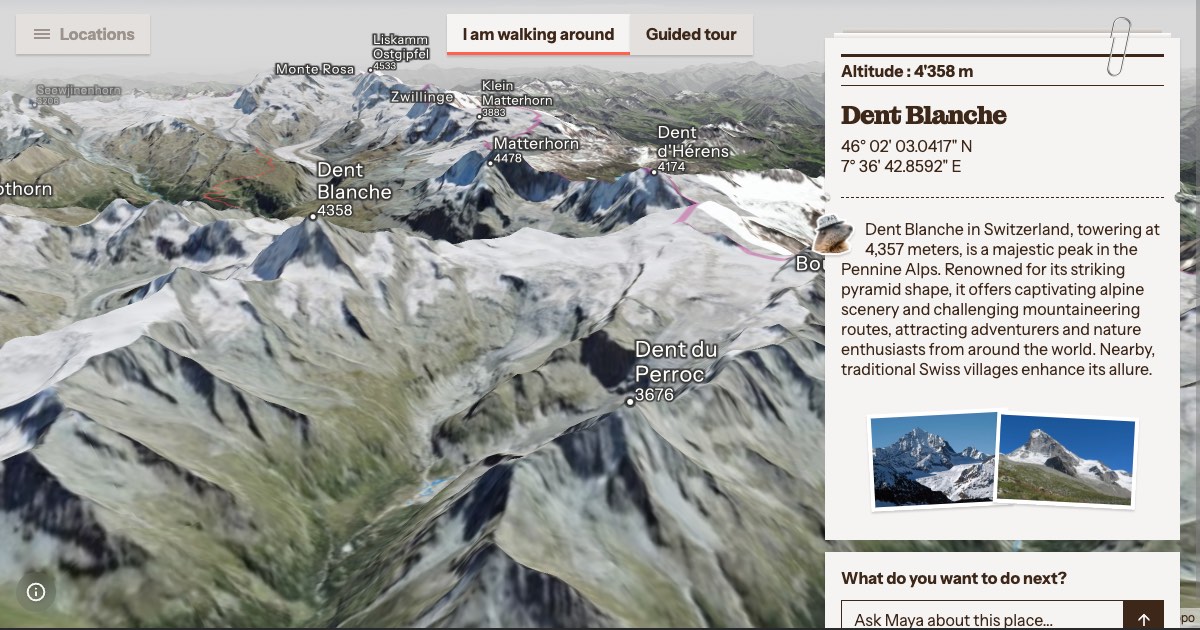 Locations
I am walking around
Guided tour
Liskamm
Ostgipfel
4533
Monte Rosa
Seewjinenhorn
3206
Zwillinge
Klein
Matterhorn
3883
Matterhorn
4478
Dent
d'Hérens
4174
Dent
Blanche
4358
othorn
Bou
Dent du
Perroc
3676
Altitude : 4'358 m
Dent Blanche
46° 02' 03.0417" N
7° 36' 42.8592" E
Dent Blanche in Switzerland, towering at
4,357 meters, is a majestic peak in the
Pennine Alps. Renowned for its striking
pyramid shape, it offers captivating alpine
scenery and challenging mountaineering
routes, attracting adventurers and nature
enthusiasts from around the world. Nearby,
traditional Swiss villages enhance its allure.
What do you want to do next?
Ask Maya about this place...